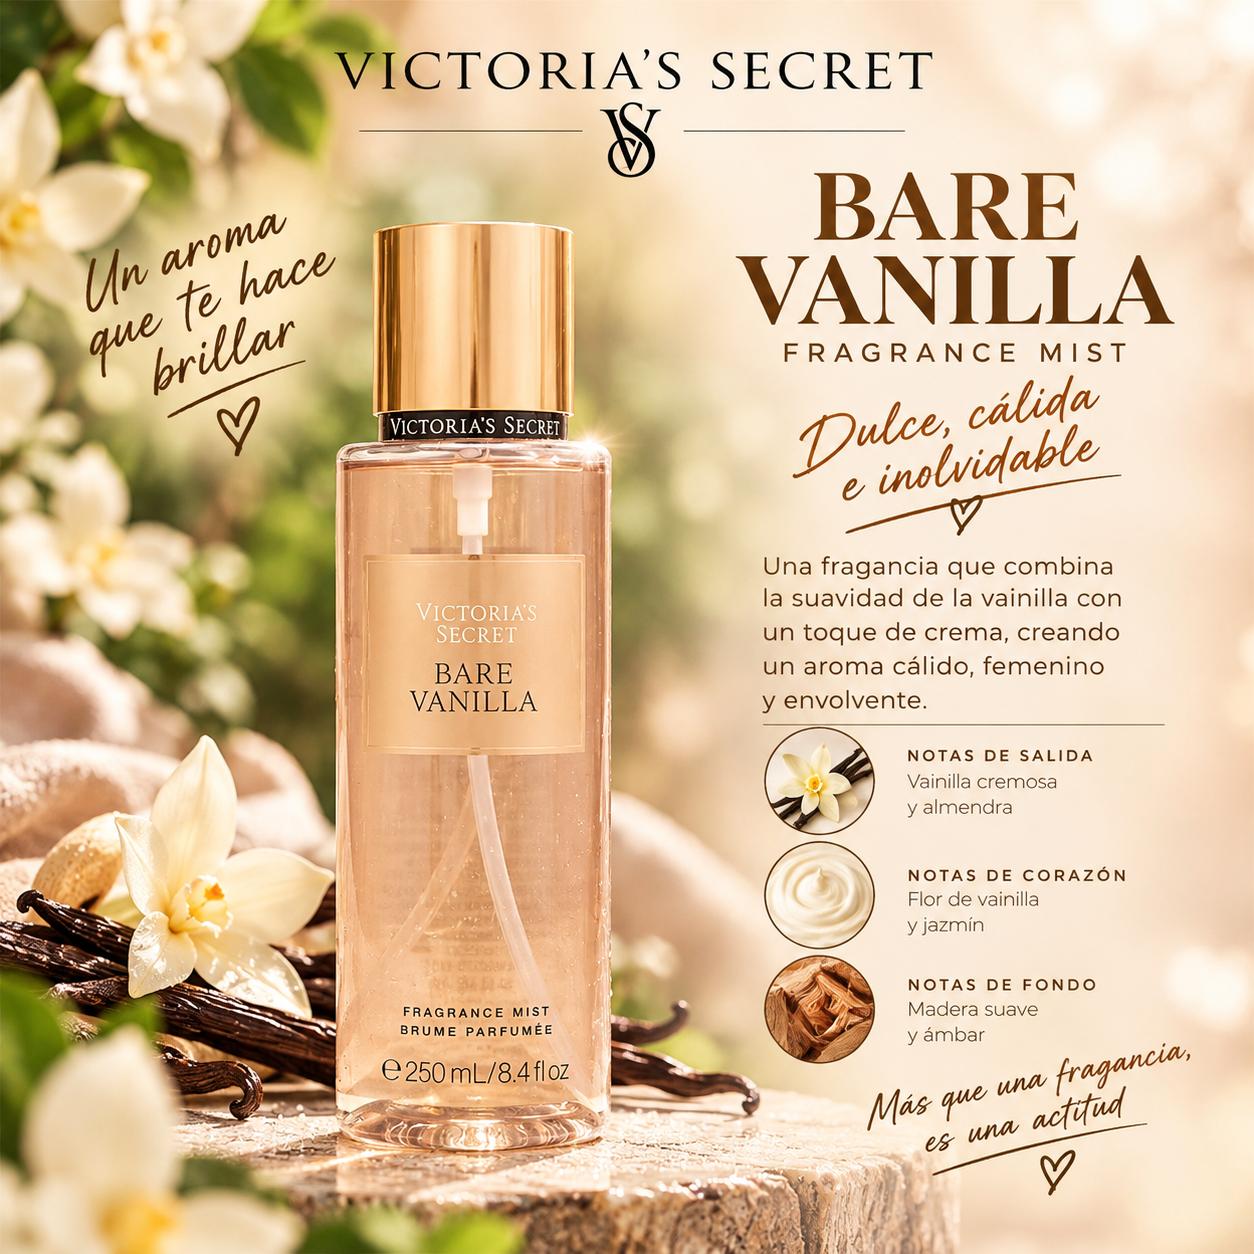 VICTORIA'S SECRET
VS
Un aroma
que te hace
brillar
BARE
VANILLA
FRAGRANCE MIST
Dulce, cálida
e inolvidable
Una fragancia que combina
la suavidad de la vainilla con
un toque de crema, creando
un aroma cálido, femenino
y envolvente.
NOTAS DE SALIDA
Vainilla cremosa
y almendra
NOTAS DE CORAZÓN
Flor de vainilla
y jazmín
NOTAS DE FONDO
Madera suave
y ámbar
Más que una fragancia,
es una actitud
VICTORIA'S SECRET
VICTORIA'S
SECRET
BARE
VANILLA
FRAGRANCE MIST
BRUME PARFUMÉE
℮ 250 mL/8.4 fl oz